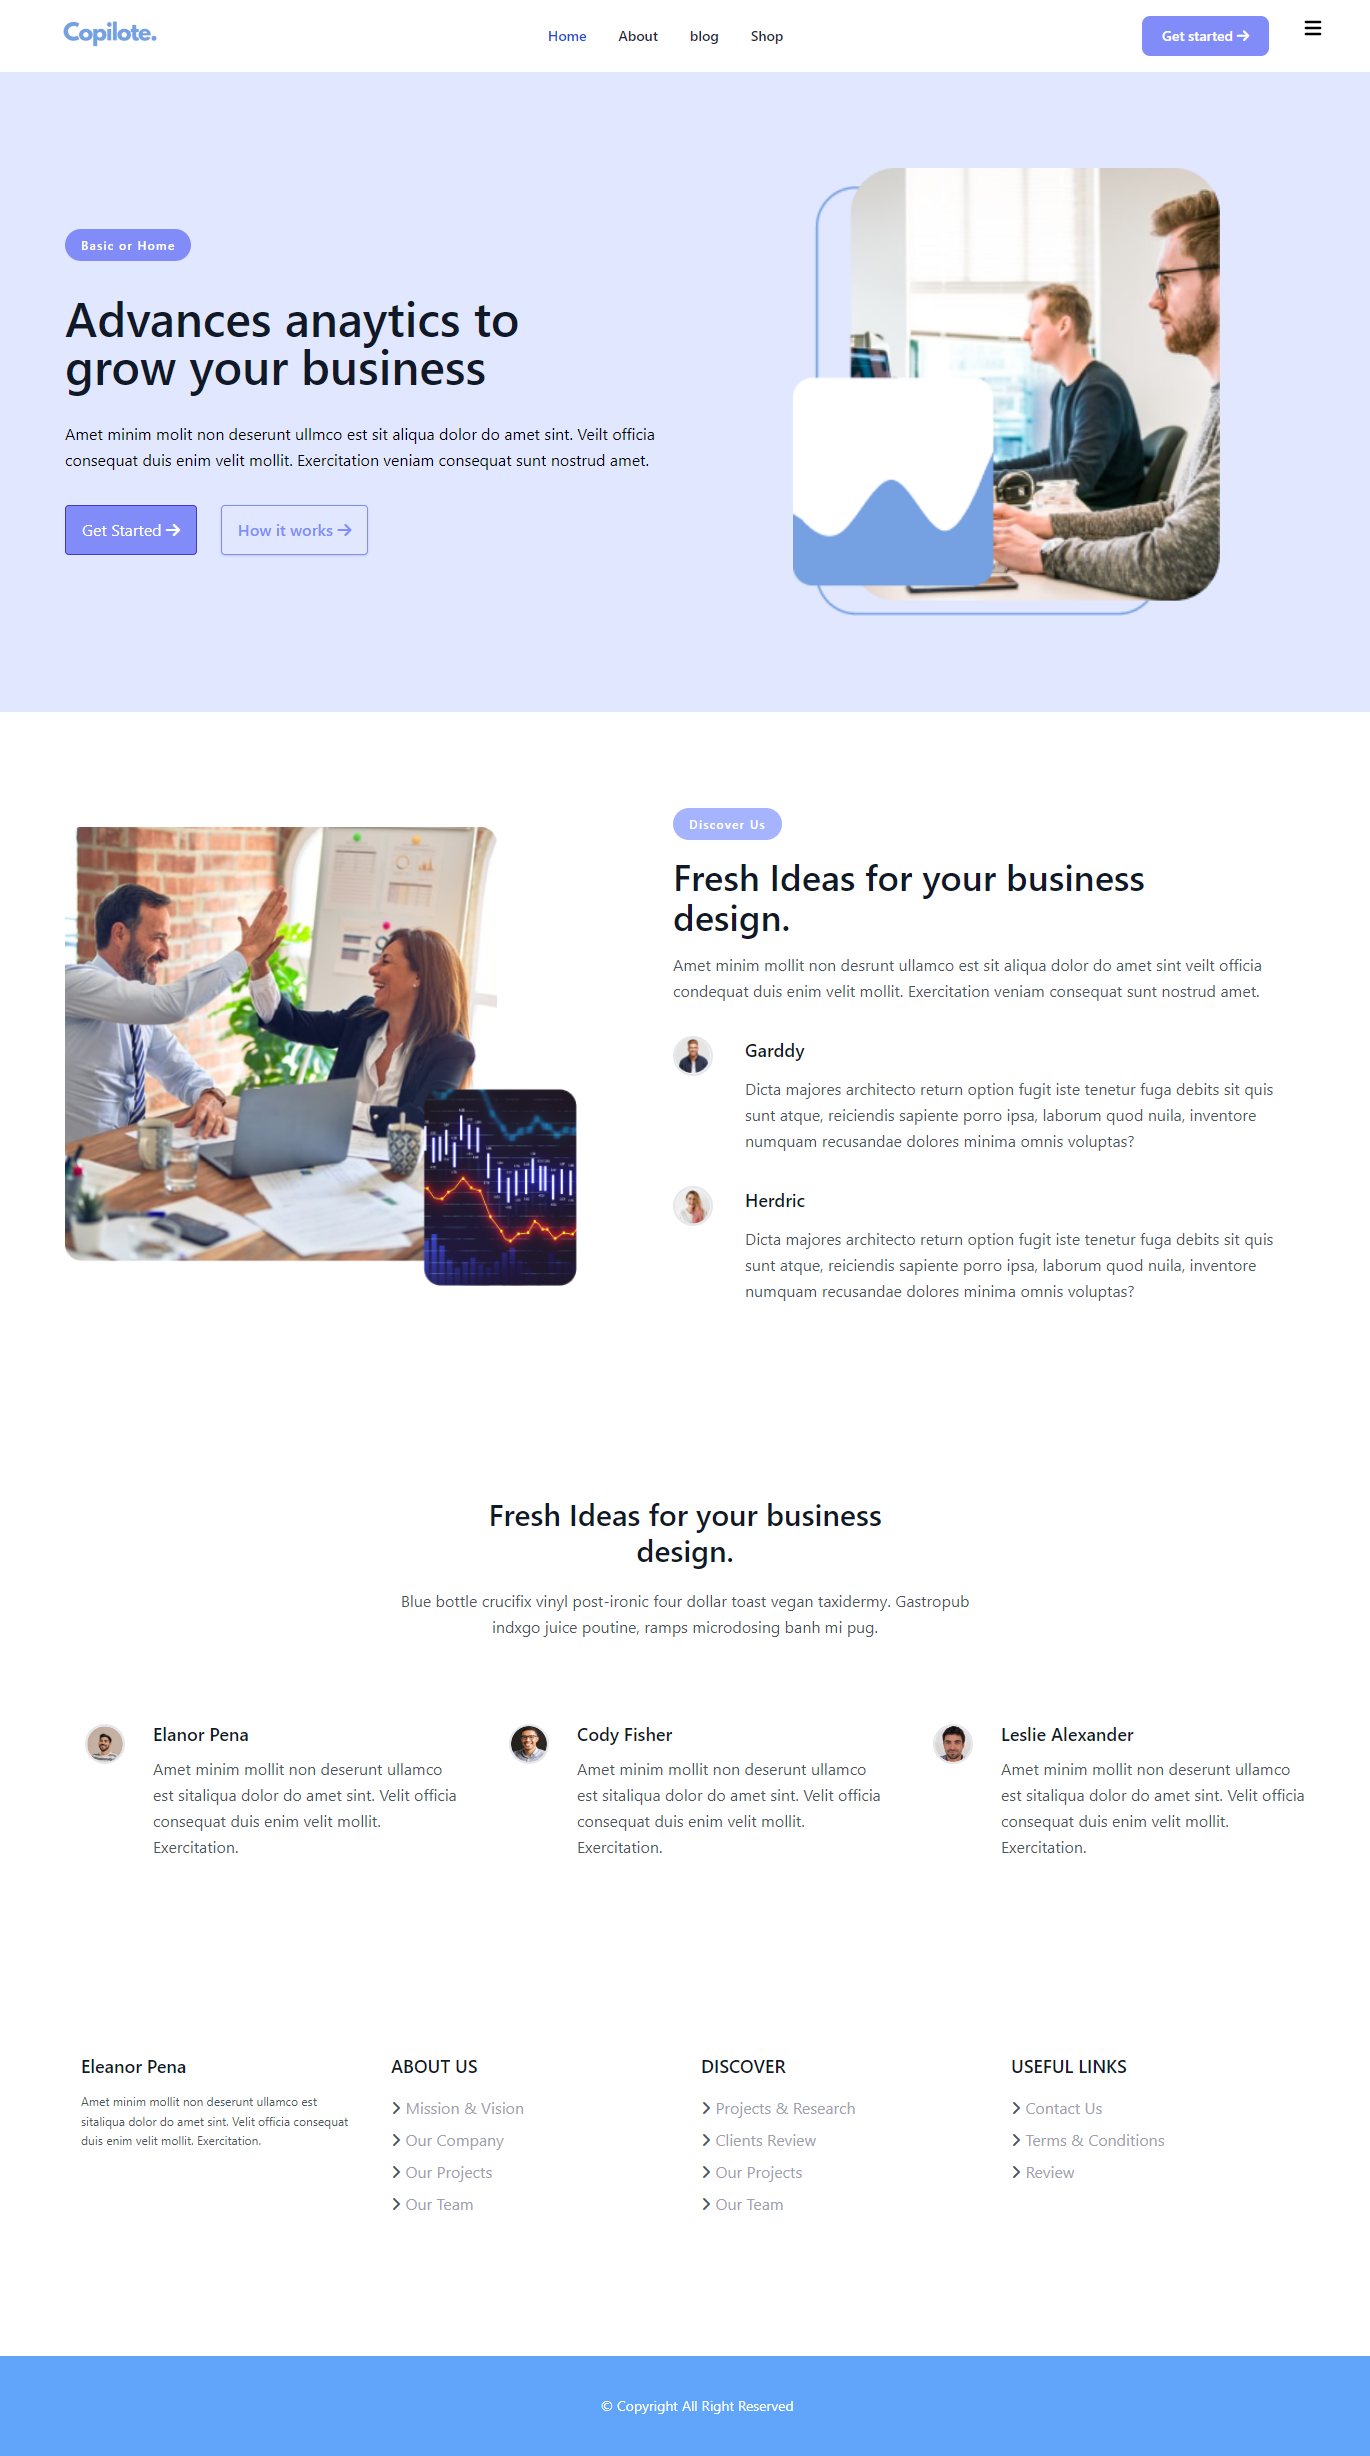 Copilote.
Home
About
blog
Shop
Get started
Basic or Home
Advances anaytics to
grow your business
Amet minim molit non deserunt ullmco est sit aliqua dolor do amet sint. Veilt officia
consequat duis enim velit mollit. Exercitation veniam consequat sunt nostrud amet.
Get Started
How it works
Discover Us
Fresh Ideas for your business
design.
Amet minim mollit non desrunt ullamco est sit aliqua dolor do amet sint veilt officia
condequat duis enim velit mollit. Exercitation veniam consequat sunt nostrud amet.
Garddy
Dicta majores architecto return option fugit iste tenetur fuga debits sit quis
sunt atque, reiciendis sapiente porro ipsa, laborum quod nuila, inventore
numquam recusandae dolores minima omnis voluptas?
Herdric
Dicta majores architecto return option fugit iste tenetur fuga debits sit quis
sunt atque, reiciendis sapiente porro ipsa, laborum quod nuila, inventore
numquam recusandae dolores minima omnis voluptas?
Fresh Ideas for your business
design.
Blue bottle crucifix vinyl post-ironic four dollar toast vegan taxidermy. Gastropub
indxgo juice poutine, ramps microdosing banh mi pug.
Elanor Pena
Amet minim mollit non deserunt ullamco
est sitaliqua dolor do amet sint. Velit officia
consequat duis enim velit mollit.
Exercitation.
Cody Fisher
Amet minim mollit non deserunt ullamco
est sitaliqua dolor do amet sint. Velit officia
consequat duis enim velit mollit.
Exercitation.
Leslie Alexander
Amet minim mollit non deserunt ullamco
est sitaliqua dolor do amet sint. Velit officia
consequat duis enim velit mollit.
Exercitation.
Eleanor Pena
Amet minim mollit non deserunt ullamco est
sitaliqua dolor do amet sint. Velit officia consequat
duis enim velit mollit. Exercitation.
ABOUT US
Mission & Vision
Our Company
Our Projects
Our Team
DISCOVER
Projects & Research
Clients Review
Our Projects
Our Team
USEFUL LINKS
Contact Us
Terms & Conditions
Review
© Copyright All Right Reserved